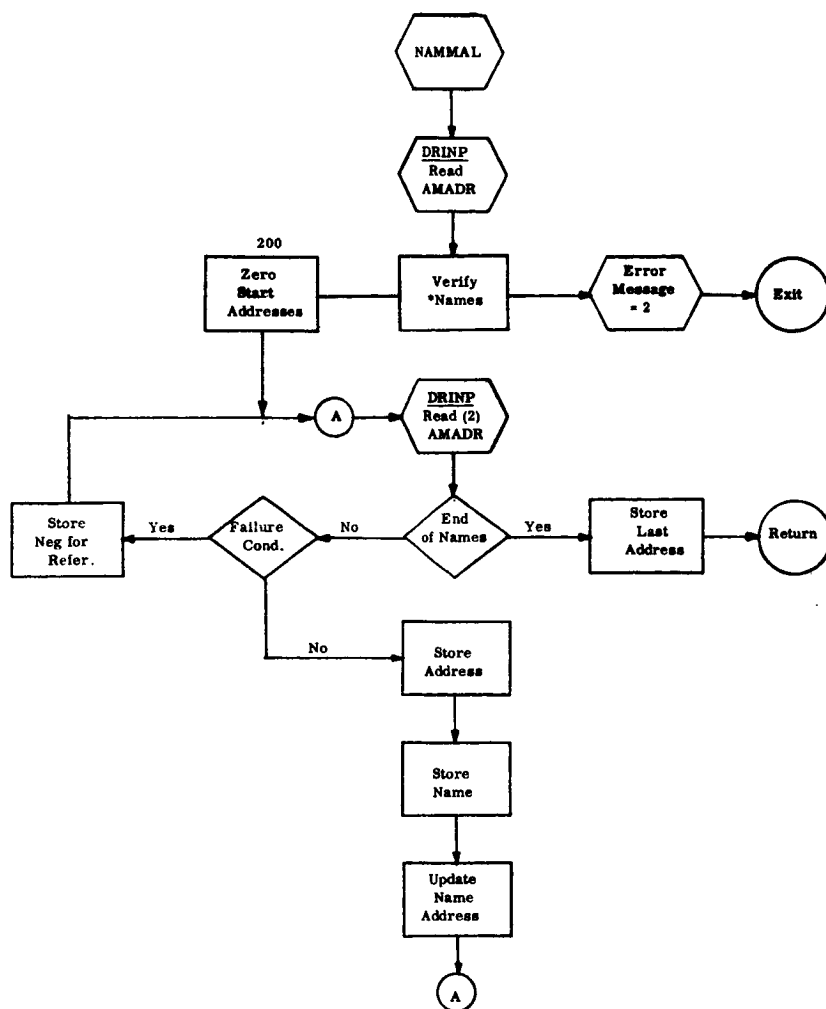 NAMMAL
DRINP
Read
AMADR
200
Zero
Start
Addresses
Verify
*Names
Error
Message
= 2
Exit
A
DRINP
Read (2)
AMADR
Store
Neg for
Refer.
Yes
Failure
Cond.
No
End
of Names
Yes
Store
Last
Address
Return
No
Store
Address
Store
Name
Update
Name
Address
A